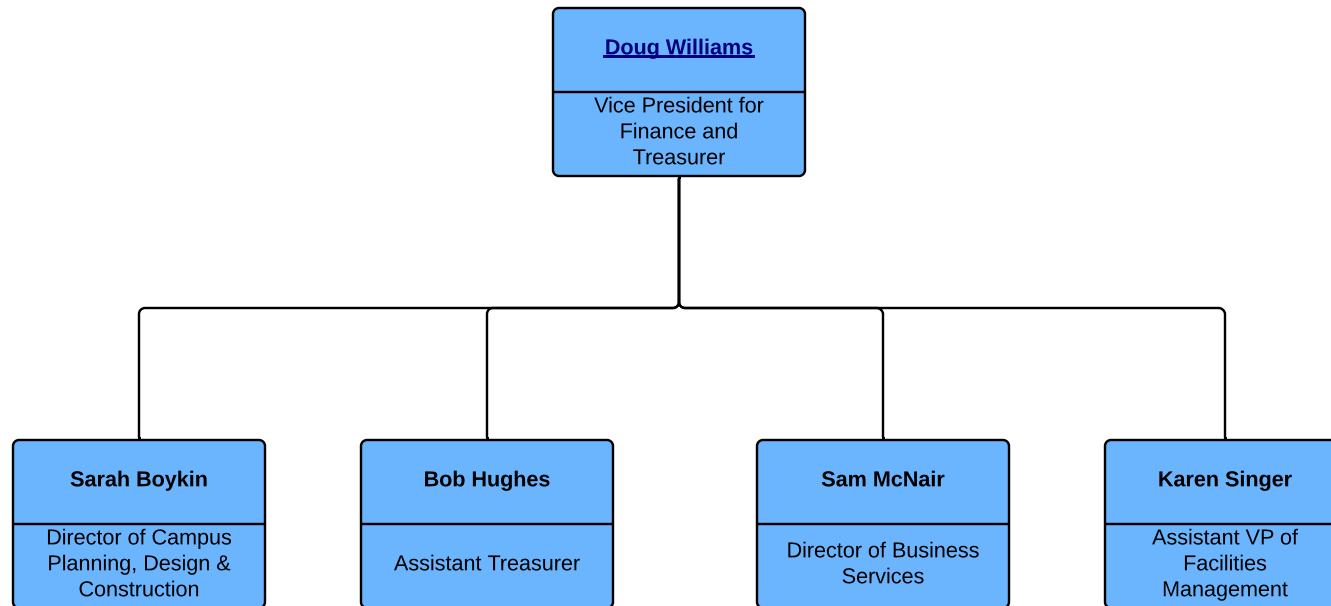 Doug Williams
Vice President for
Finance and
Treasurer
Sarah Boykin
Director of Campus
Planning, Design &
Construction
Bob Hughes
Assistant Treasurer
Sam McNair
Director of Business
Services
Karen Singer
Assistant VP of
Facilities
Management